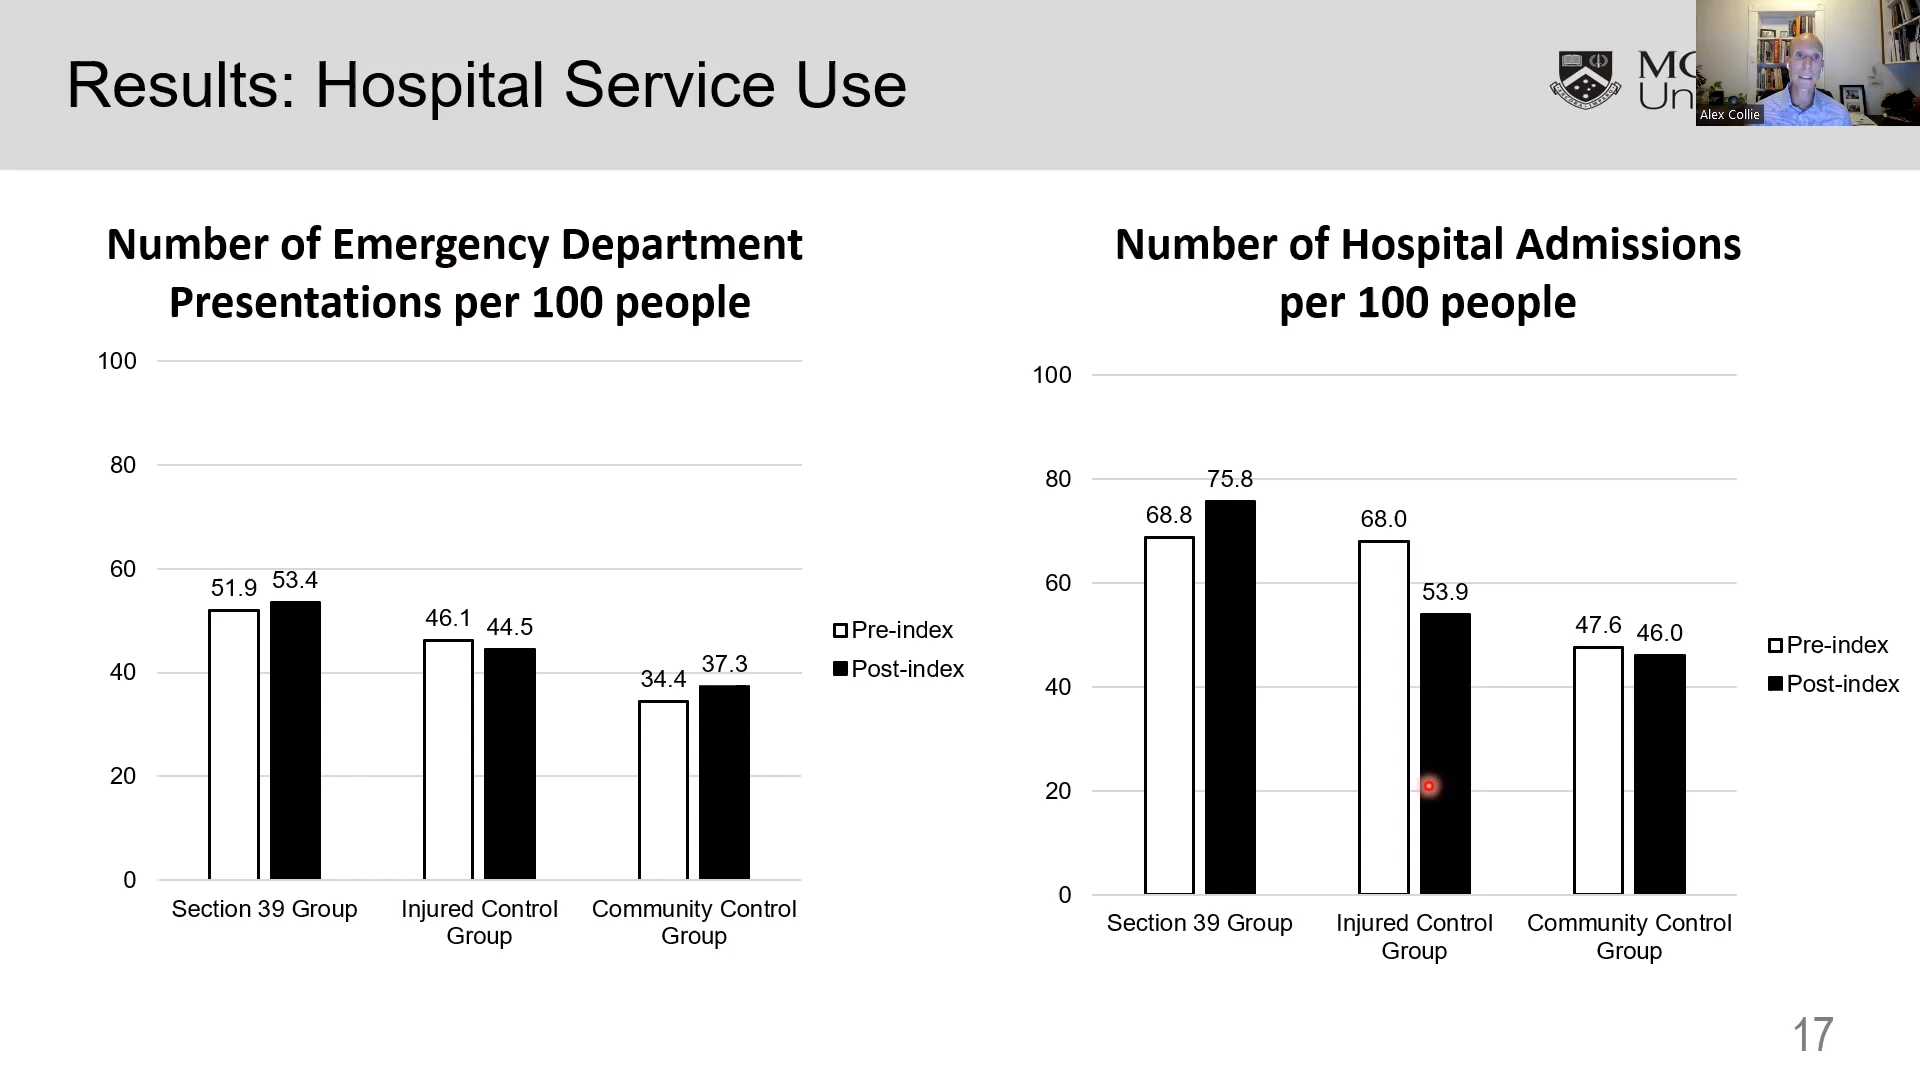 Results: Hospital Service Use
Alex Collie
Number of Emergency Department
Presentations per 100 people
100
80
60
40
20
0
51.9
53.4
46.1
44.5
34.4
37.3
Section 39 Group
Injured Control
Group
Community Control
Group
Pre-index
Post-index
Number of Hospital Admissions
per 100 people
100
80
60
40
20
0
68.8
75.8
68.0
53.9
47.6
46.0
Section 39 Group
Injured Control
Group
Community Control
Group
Pre-index
Post-index
17